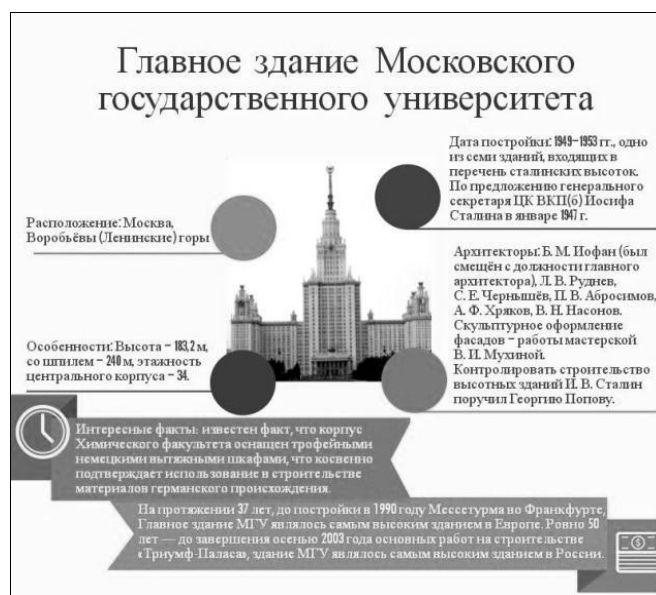 Главное здание Московского
государственного университета
Расположение: Москва,
Воробьёвы (Ленинские) горы
Особенности: Высота – 183,2 м,
со шпилем – 240 м, этажность
центрального корпуса – 34.
Дата постройки: 1949–1953 гг., одно
из семи зданий, входящих в
перечень сталинских высоток.
По предложению генерального
секретаря ЦК ВКП(б) Иосифа
Сталина в январе 1947 г.
Архитекторы: Б. М. Иофан (был
смещён с должности главного
архитектора), Л. В. Руднев,
С. Е. Чернышёв, П. В. Абросимов,
А. Ф. Хряков, В. Н. Насонов.
Скульптурное оформление
фасадов – работы мастерской
В. И. Мухиной.
Контролировать строительство
высотных зданий И. В. Сталин
поручил Георгию Попову.
Интересные факты: известен факт, что корпус
Химического факультета оснащен трофейными
немецкими вытяжными шкафами, что косвенно
подтверждает использование в строительстве
материалов германского происхождения.
На протяжении 37 лет, до постройки в 1990 году Мессетурма во Франкфурте,
Главное здание МГУ являлось самым высоким зданием в Европе. Ровно 50
лет — до завершения осенью 2003 года основных работ на строительстве
«Триумф-Паласа», здание МГУ являлось самым высоким зданием в России.